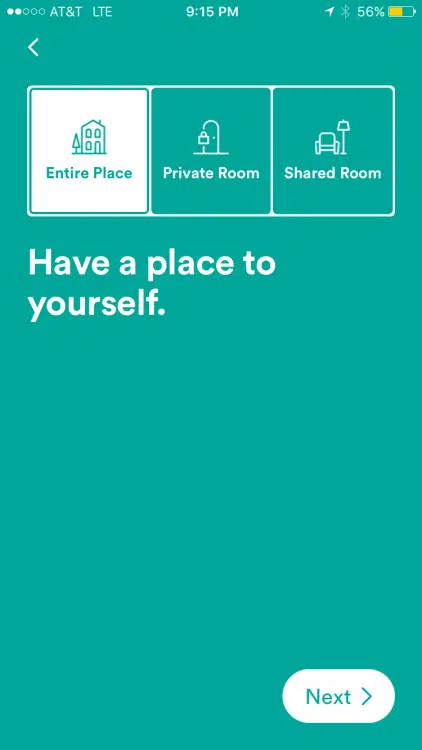 AT&T LTE 9:15 PM 56%
Entire Place Private Room Shared Room
Have a place to
yourself.
Next